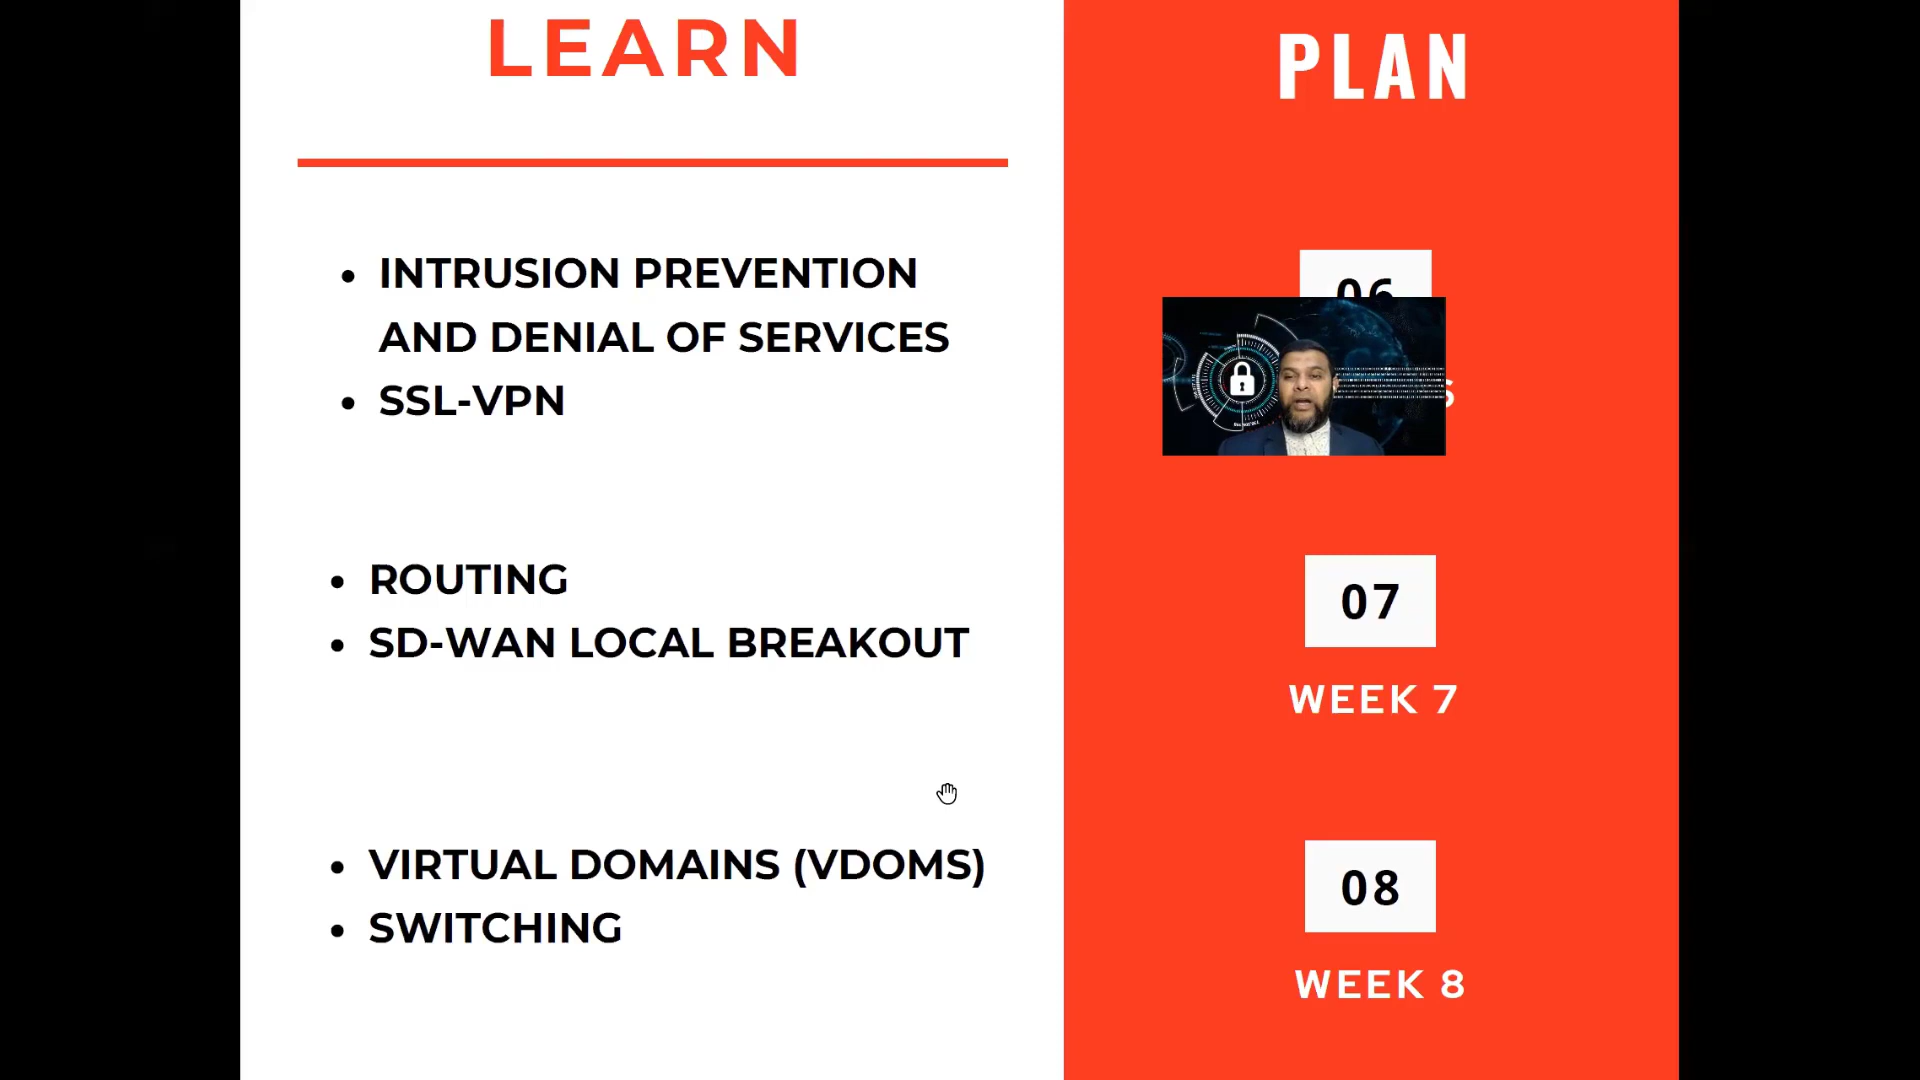 LEARN
PLAN
• INTRUSION PREVENTION
AND DENIAL OF SERVICES
• SSL-VPN
06
• ROUTING
• SD-WAN LOCAL BREAKOUT
07
WEEK 7
• VIRTUAL DOMAINS (VDOMS)
• SWITCHING
08
WEEK 8